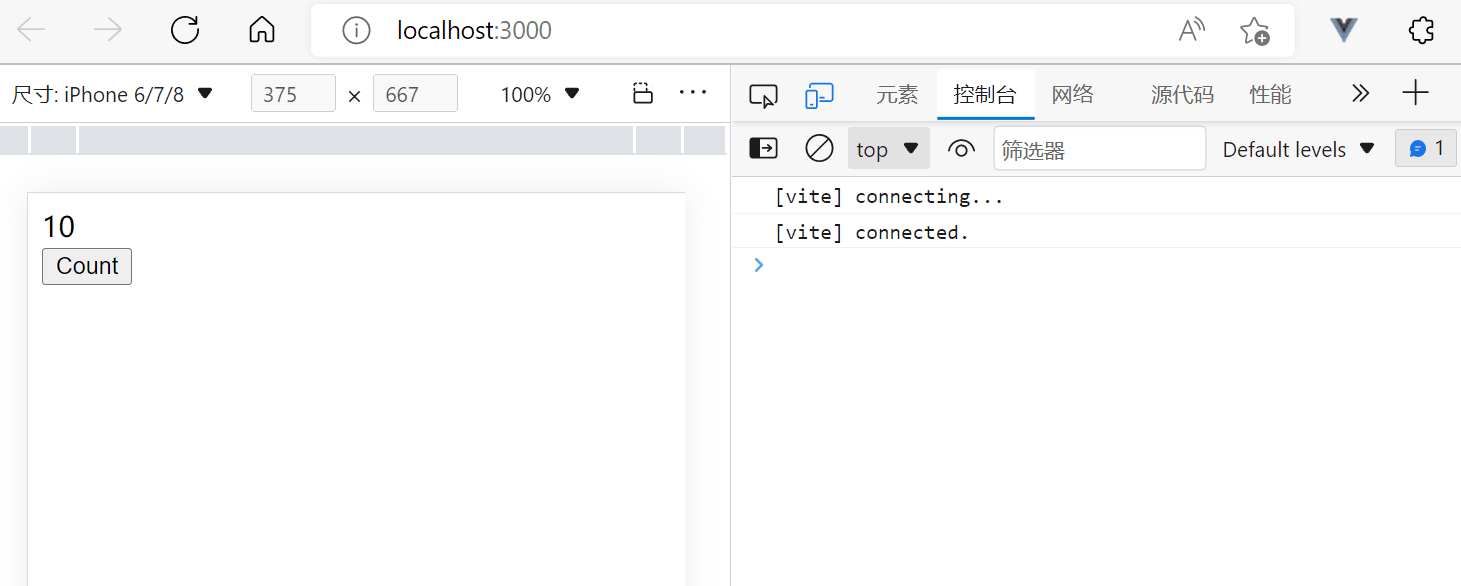 localhost:3000
尺寸: iPhone 6/7/8 375 × 667 100% ···
元素 控制台 网络 源代码 性能
top 筛选器 Default levels 1
10
Count
[vite] connecting...
[vite] connected.